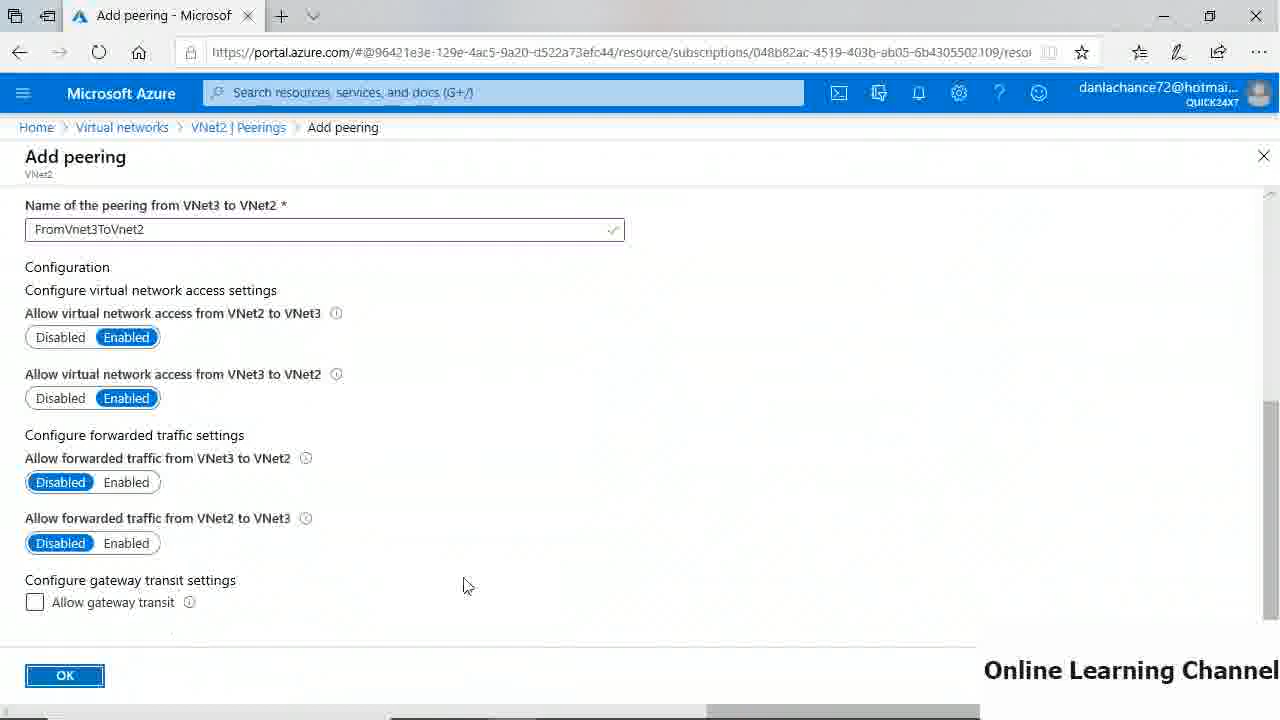 Add peering - Microsof
https://portal.azure.com/#@96421e3e-129e-4ac5-9a20-d522a73efc44/resource/subscriptions/048b82ac-4519-403b-ab05-6b4305502109/resou
Microsoft Azure
Search resources, services, and docs (G+/)
danlachance72@hotmai...
QUICK24X7
Home > Virtual networks > VNet2 | Peerings > Add peering
Add peering
VNet2
Name of the peering from VNet3 to VNet2 *
FromVnet3ToVnet2
Configuration
Configure virtual network access settings
Allow virtual network access from VNet2 to VNet3
Disabled Enabled
Allow virtual network access from VNet3 to VNet2
Disabled Enabled
Configure forwarded traffic settings
Allow forwarded traffic from VNet3 to VNet2
Disabled Enabled
Allow forwarded traffic from VNet2 to VNet3
Disabled Enabled
Configure gateway transit settings
Allow gateway transit
OK
Online Learning Channel